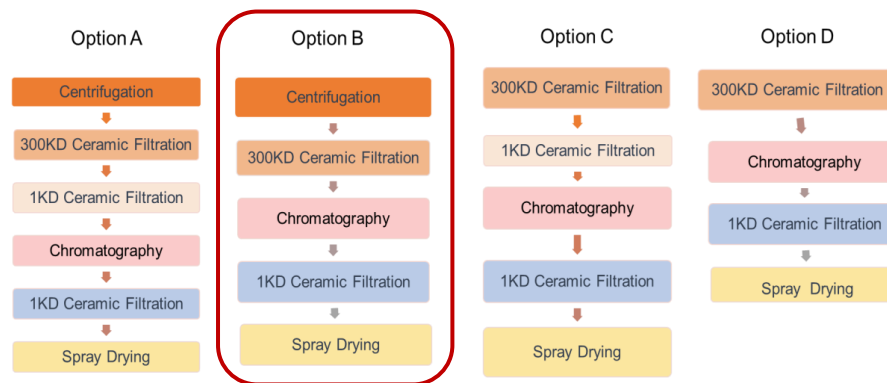 Option A
Centrifugation
300KD Ceramic Filtration
1KD Ceramic Filtration
Chromatography
1KD Ceramic Filtration
Spray Drying
Option B
Centrifugation
300KD Ceramic Filtration
Chromatography
1KD Ceramic Filtration
Spray Drying
Option C
300KD Ceramic Filtration
1KD Ceramic Filtration
Chromatography
1KD Ceramic Filtration
Spray Drying
Option D
300KD Ceramic Filtration
Chromatography
1KD Ceramic Filtration
Spray Drying